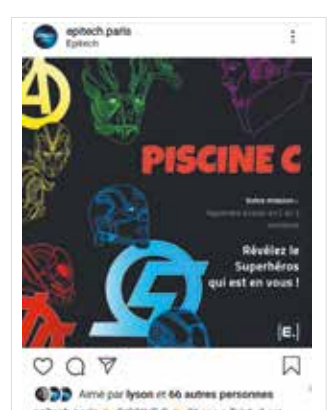 epitech.paris
Epitech
PISCINE C
Votre mission :
Révélez le
Superhéros
qui est en vous !
[E.]
Aimé par lyson et 66 autres personnes